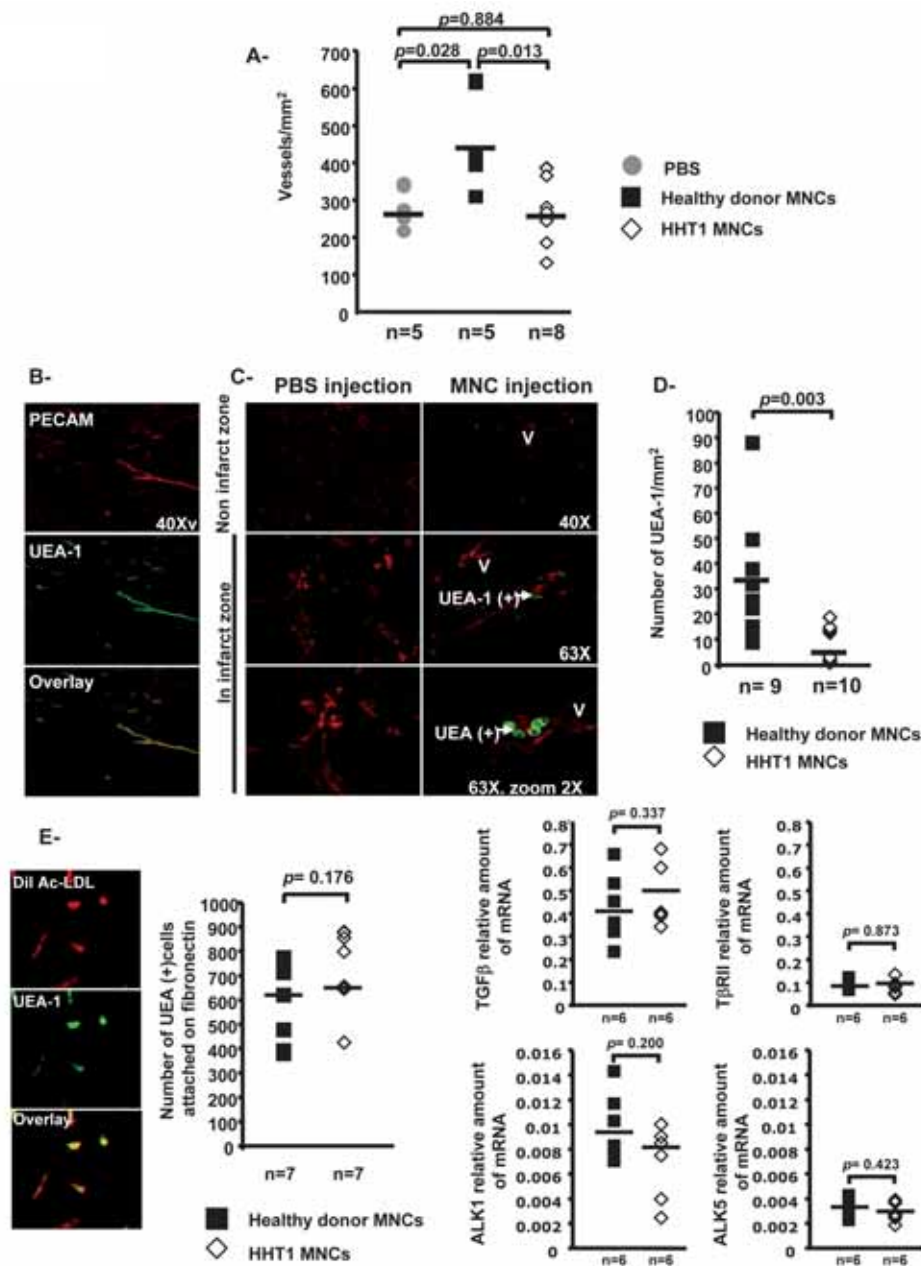 A-
p=0.884
p=0.028
p=0.013
Vessels/mm²
700
600
500
400
300
200
100
0
n=5
n=5
n=8
PBS
Healthy donor MNCs
HHT1 MNCs
B-
PECAM
40Xv
UEA-1
Overlay
C-
PBS injection
MNC injection
Non infarct zone
In infarct zone
V
40X
V
UEA-1 (+)
63X
V
UEA (+)
63X. zoom 2X
D-
p=0.003
Number of UEA-1/mm²
100
90
80
70
60
50
40
30
20
10
0
n= 9
n=10
Healthy donor MNCs
HHT1 MNCs
E-
Dil Ac-LDL
UEA-1
Overlay
p= 0.176
Number of UEA (+)cells
attached on fibronectin
1000
900
800
700
600
500
400
300
200
100
0
n=7
n=7
Healthy donor MNCs
HHT1 MNCs
p= 0.337
TGFβ relative amount
of mRNA
0.8
0.7
0.6
0.5
0.4
0.3
0.2
0.1
0
n=6
n=6
p= 0.873
TβRII relative amount
of mRNA
0.8
0.7
0.6
0.5
0.4
0.3
0.2
0.1
0
n=6
n=6
p= 0.200
ALK1 relative amount
of mRNA
0.016
0.014
0.012
0.01
0.008
0.006
0.004
0.002
0
n=6
n=6
p= 0.423
ALK5 relative amount
of mRNA
0.016
0.014
0.012
0.01
0.008
0.006
0.004
0.002
0
n=6
n=6